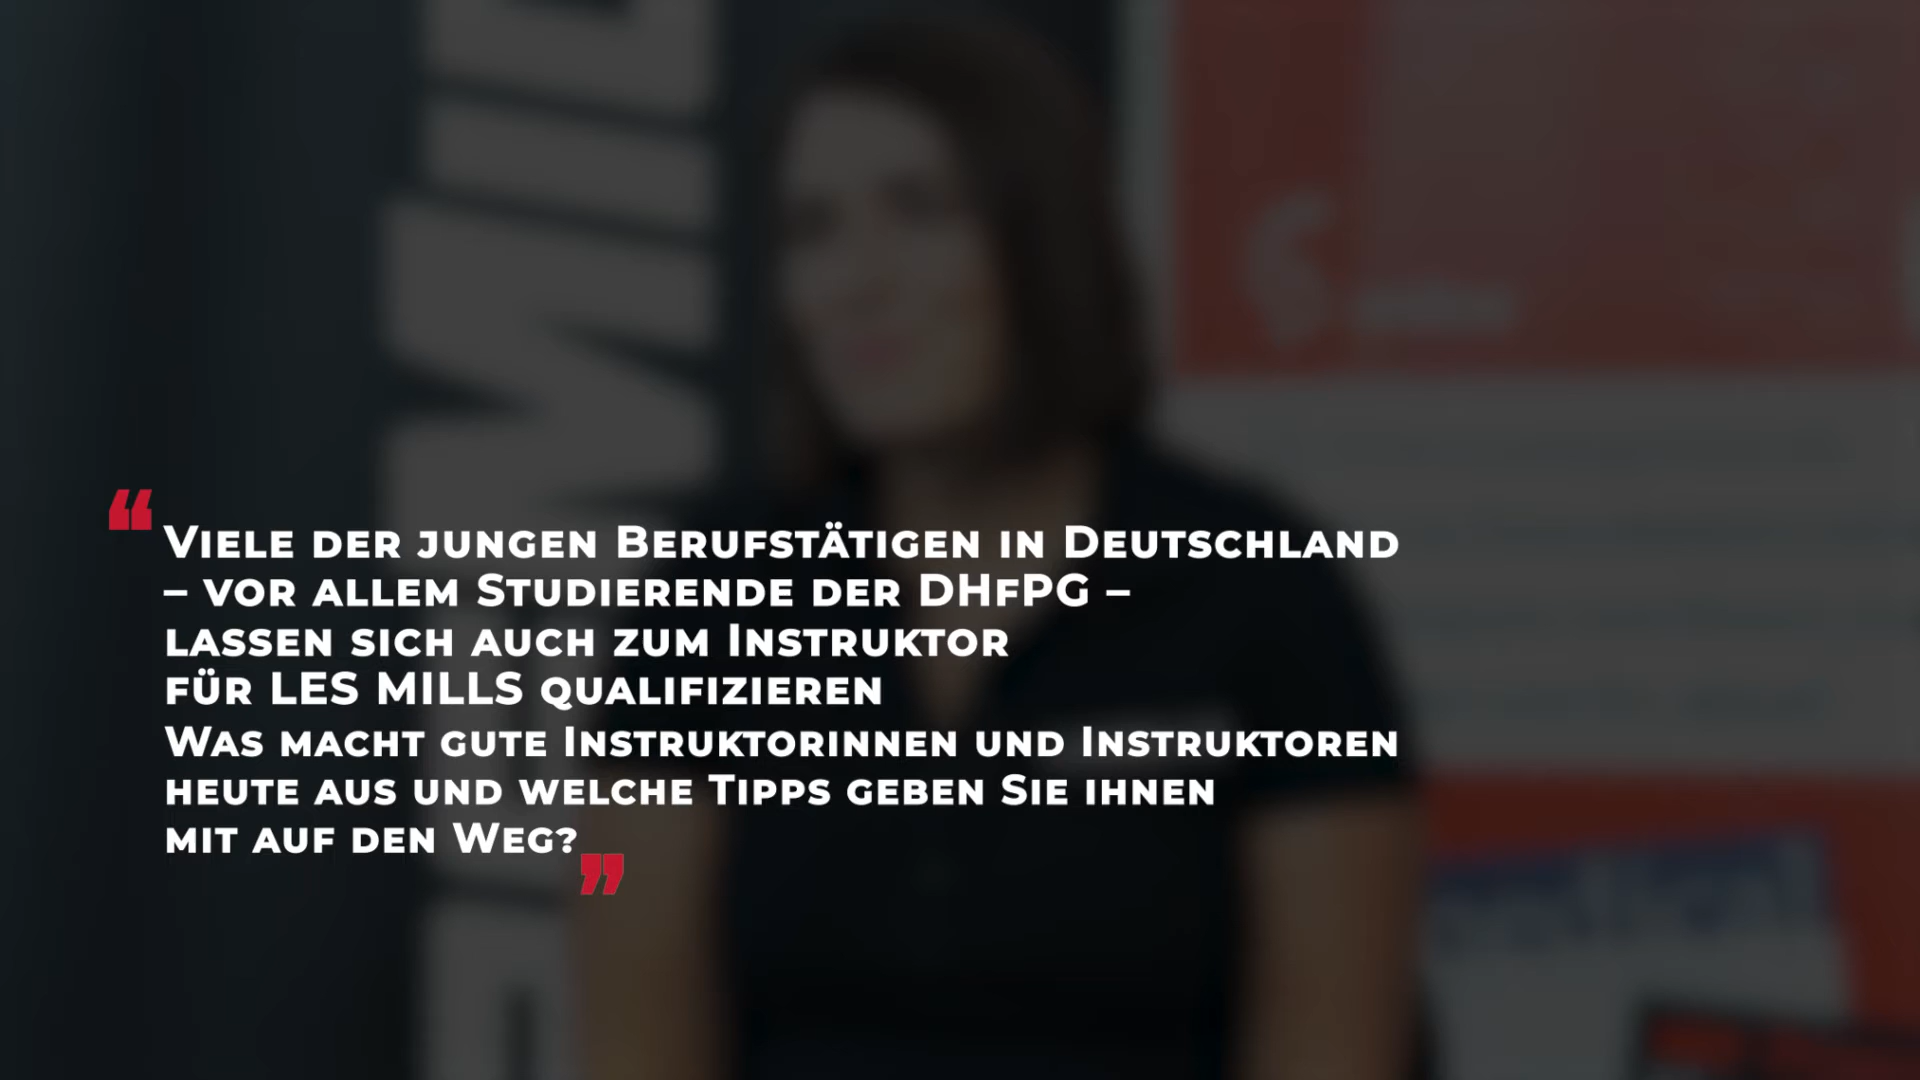 “Viele der jungen Berufstätigen in Deutschland
– vor allem Studierende der DHfPG –
lassen sich auch zum Instruktor
für LES MILLS qualifizieren
Was macht gute Instruktorinnen und Instruktoren
heute aus und welche Tipps geben Sie ihnen
mit auf den Weg?”